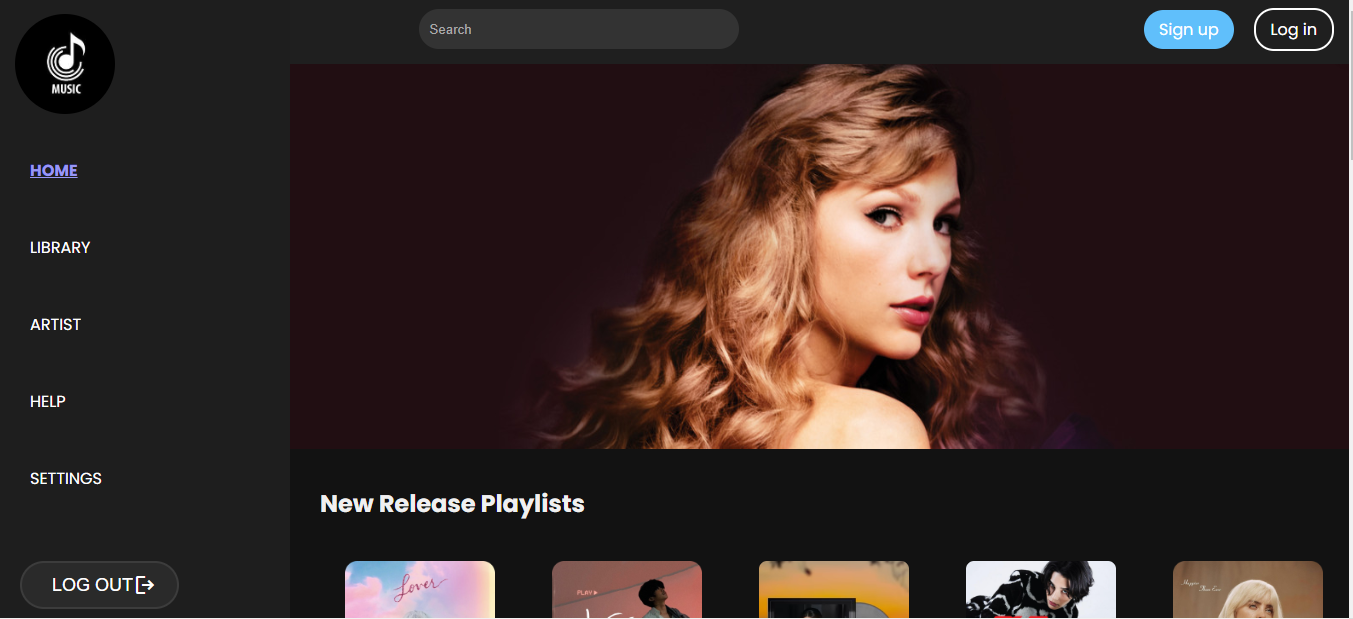 MUSIC
Search
Sign up
Log in
HOME
LIBRARY
ARTIST
HELP
SETTINGS
LOG OUT
New Release Playlists
Lover
PLAY
Happier
Than Ever